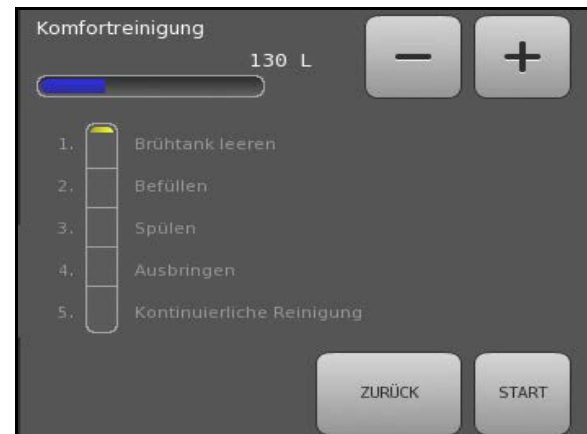 Komfortreinigung
130 L
− +
1. Brühtank leeren
2. Befüllen
3. Spülen
4. Ausbringen
5. Kontinuierliche Reinigung
ZURÜCK START